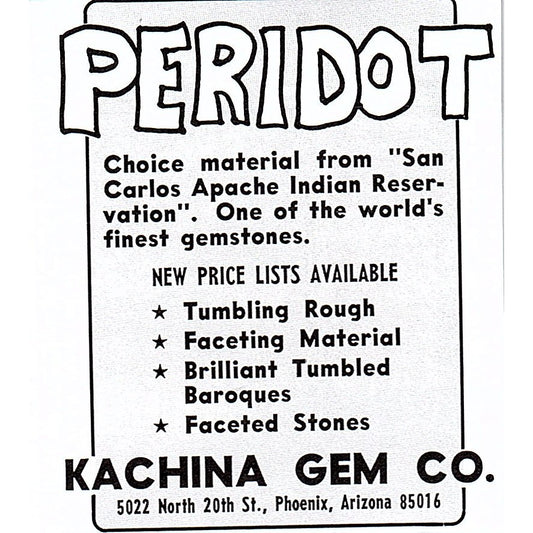 PERIDOT
Choice material from "San
Carlos Apache Indian Reser-
vation". One of the world's
finest gemstones.
NEW PRICE LISTS AVAILABLE
★ Tumbling Rough
★ Faceting Material
★ Brilliant Tumbled
Baroques
★ Faceted Stones
KACHINA GEM CO.
5022 North 20th St., Phoenix, Arizona 85016